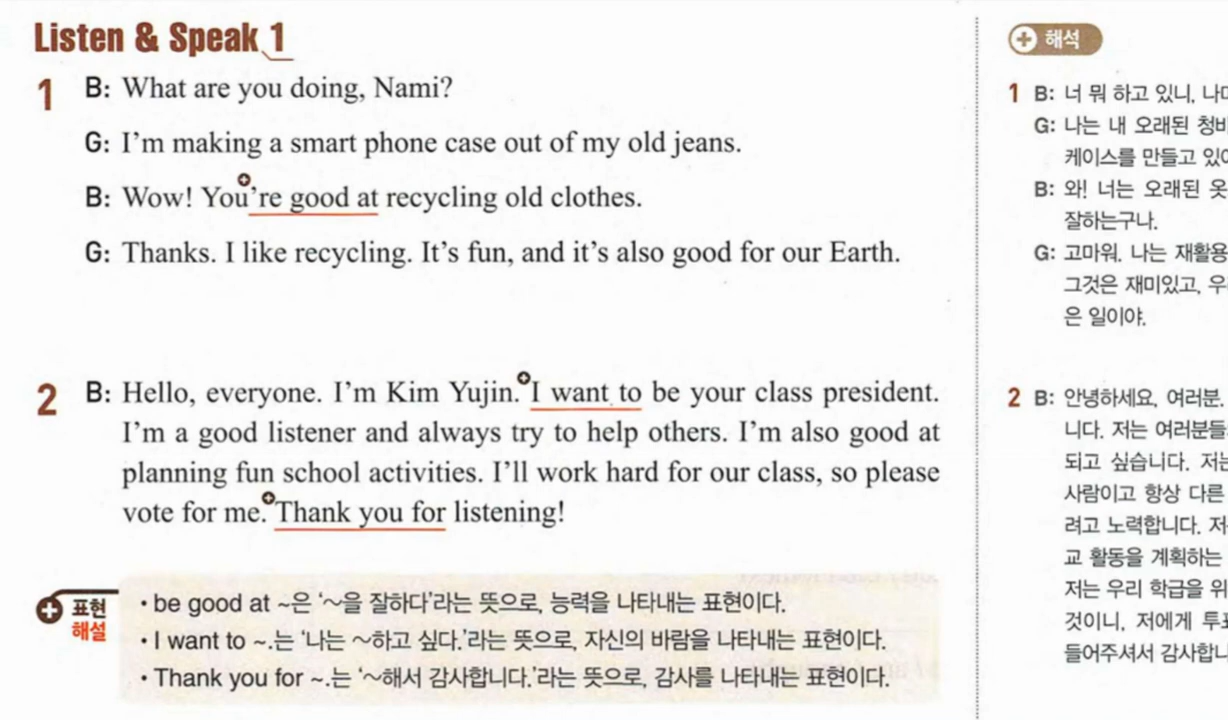 Listen & Speak 1
1 B: What are you doing, Nami?
G: I'm making a smart phone case out of my old jeans.
B: Wow! You're good at recycling old clothes.
G: Thanks. I like recycling. It's fun, and it's also good for our Earth.
2 B: Hello, everyone. I'm Kim Yujin. I want to be your class president.
I'm a good listener and always try to help others. I'm also good at
planning fun school activities. I'll work hard for our class, so please
vote for me. Thank you for listening!
표현
해설
• be good at ~은 '~을 잘하다'라는 뜻으로, 능력을 나타내는 표현이다.
• I want to ~.는 '나는 ~하고 싶다.'라는 뜻으로, 자신의 바람을 나타내는 표현이다.
• Thank you for ~.는 '~해서 감사합니다.'라는 뜻으로, 감사를 나타내는 표현이다.
해석
1 B: 너 뭐 하고 있니,
G: 나는 내 오래된
케이스를 만들고
B: 와! 너는 오래된
잘하는구나.
G: 고마워. 나는 재활용
그것은 재미있고,
은 일이야.
2 B: 안녕하세요, 여러분.
니다. 저는
되고 싶습니다.
사람이고 항상 다른
려고 노력합니다.
교 활동을 계획하는
저는 우리 학급을
것이니, 저에게
들어주셔서